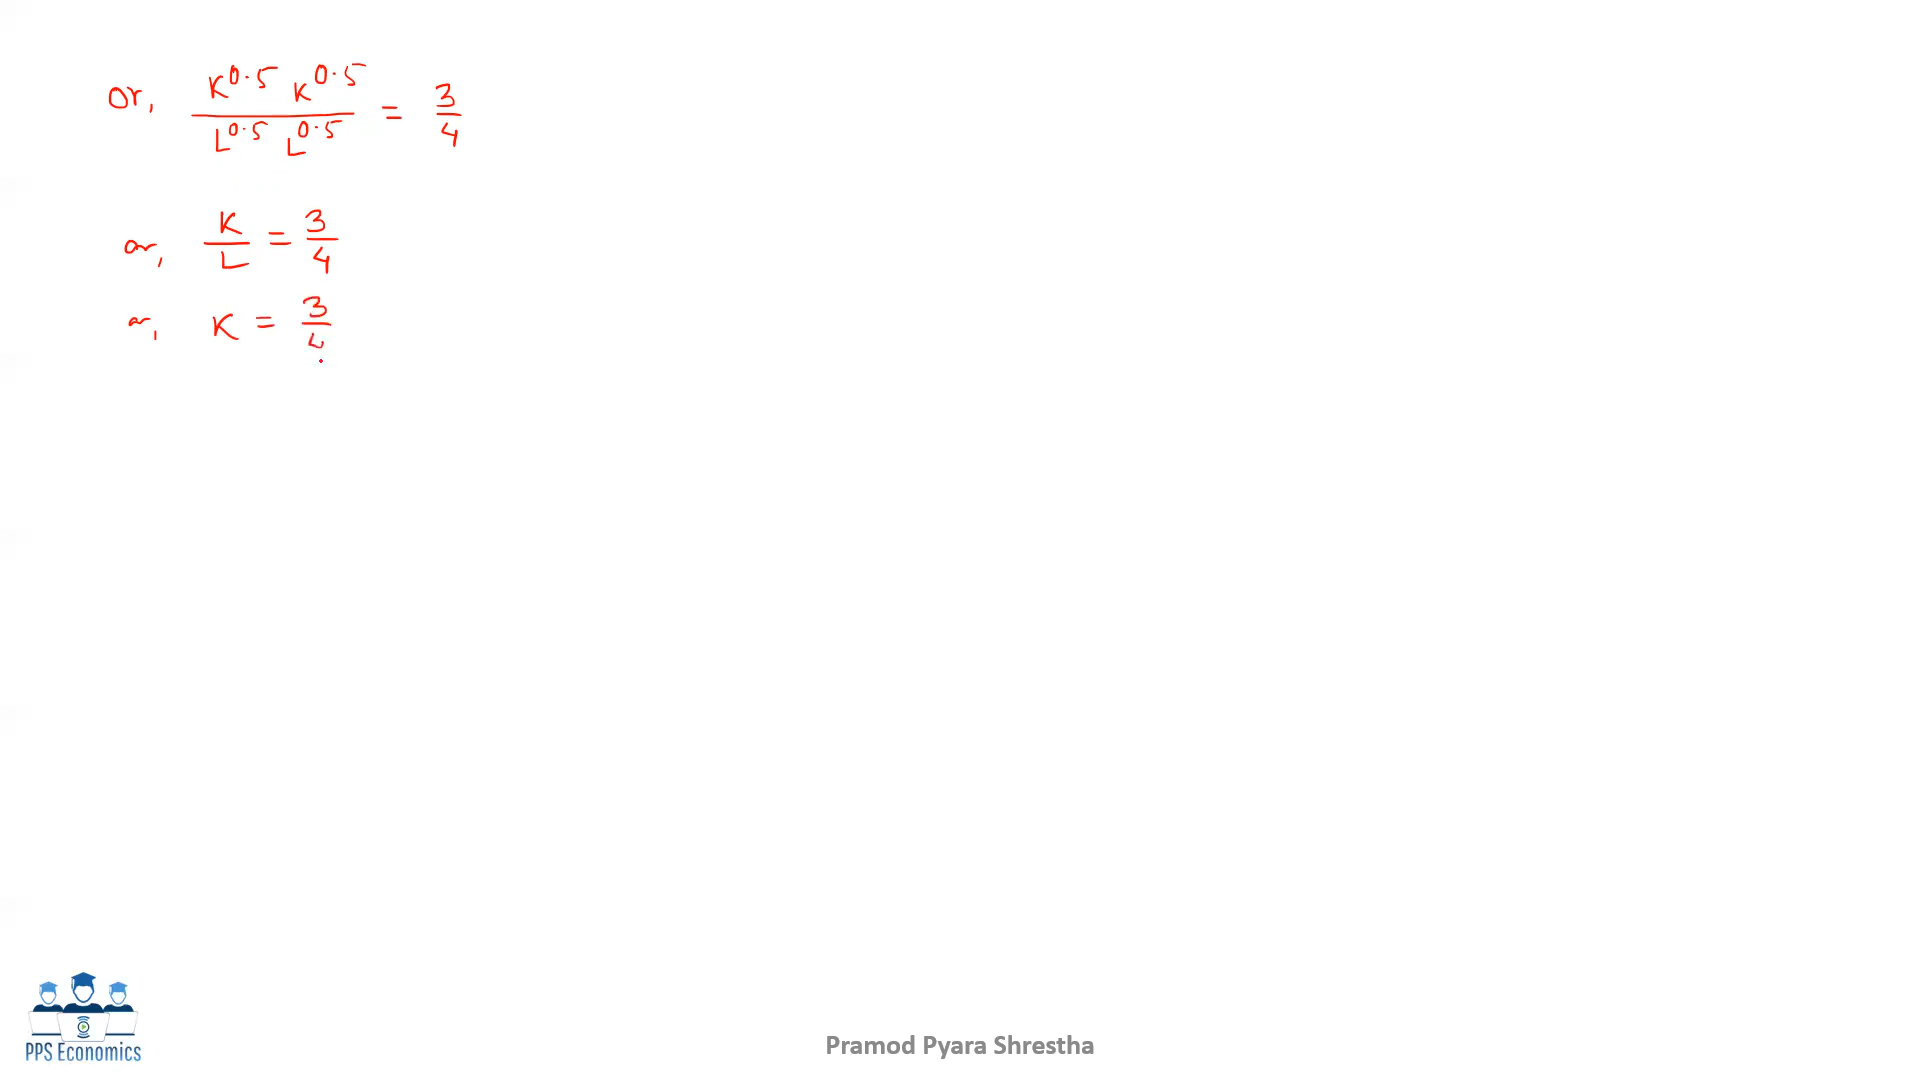 Or, K^0.5 K^0.5 / L^0.5 L^0.5 = 3/4
or, K/L = 3/4
or, K = 3/4
PPS Economics
Pramod Pyara Shrestha